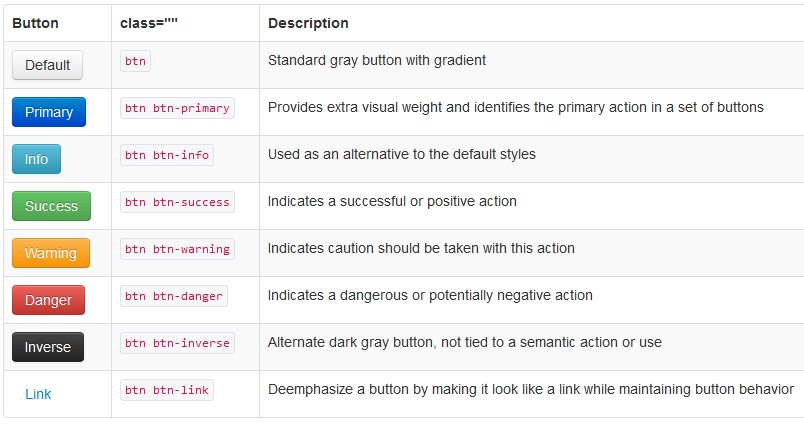 Button class="" Description
Default btn Standard gray button with gradient
Primary btn btn-primary Provides extra visual weight and identifies the primary action in a set of buttons
Info btn btn-info Used as an alternative to the default styles
Success btn btn-success Indicates a successful or positive action
Warning btn btn-warning Indicates caution should be taken with this action
Danger btn btn-danger Indicates a dangerous or potentially negative action
Inverse btn btn-inverse Alternate dark gray button, not tied to a semantic action or use
Link btn btn-link Deemphasize a button by making it look like a link while maintaining button behavior